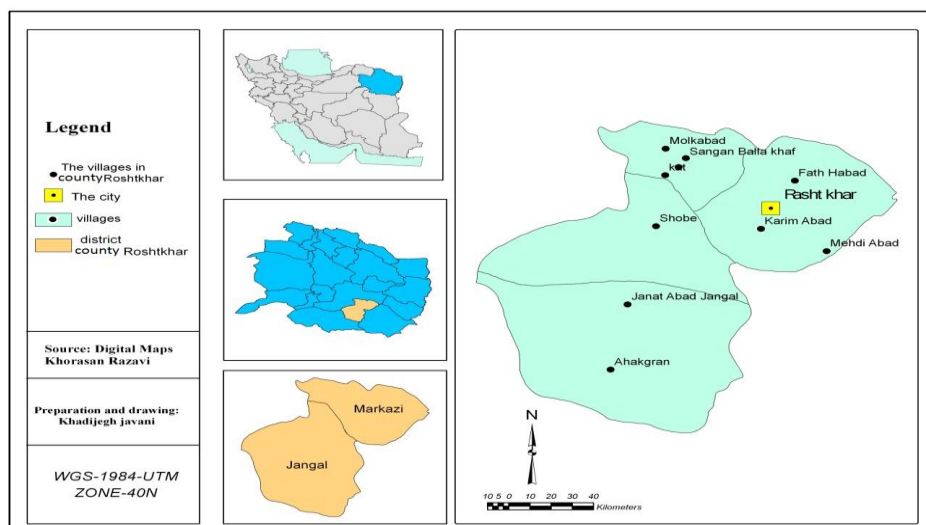 Legend
The villages in
county Roshtkhar
The city
villages
district
county Roshtkhar
Source: Digital Maps
Khorasan Razavi
Preparation and drawing:
Khadijegh javani
WGS-1984-UTM
ZONE-40N
Markazi
Jangal
Molkabad
Sangan Balla khaf
Fath Habad
Rasht khar
Shobe
Karim Abad
Mehdi Abad
Janat Abad Jangal
Ahakgran
N
10 5 0 10 20 30 40
Kilometers